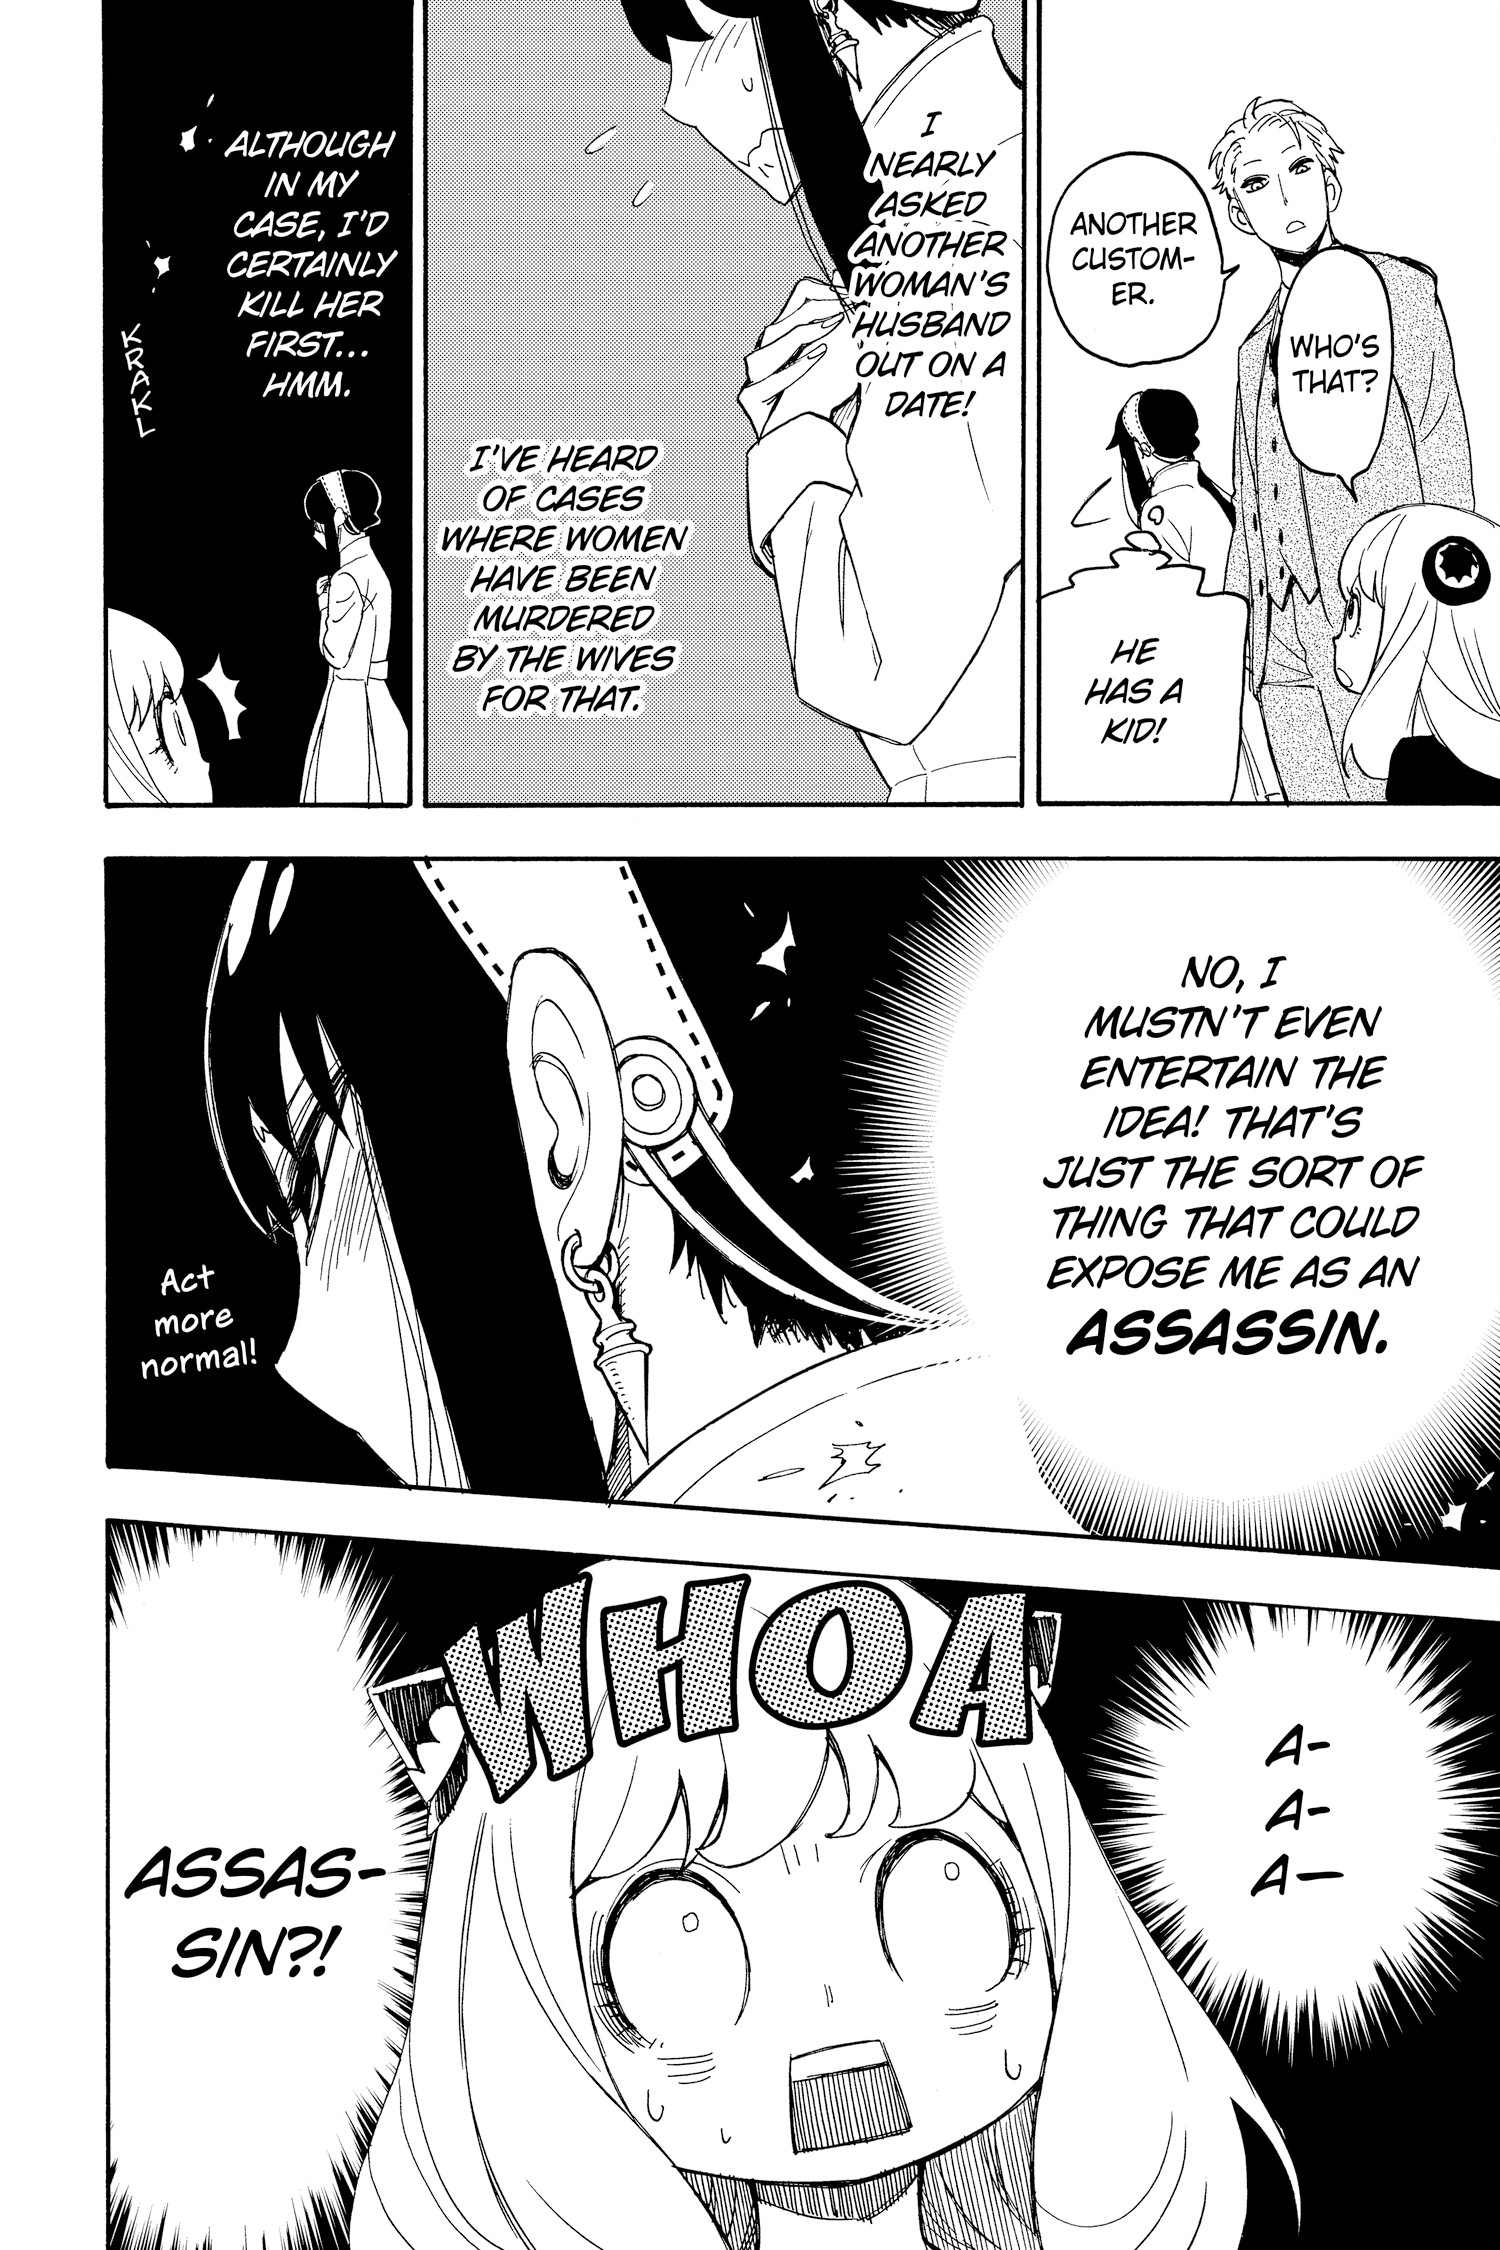 WHO'S
THAT?
ANOTHER
CUSTOM-
ER.
HE
HAS A
KID!
I
NEARLY
ASKED
ANOTHER
WOMAN'S
HUSBAND
OUT ON A
DATE!
I'VE HEARD
OF CASES
WHERE WOMEN
HAVE BEEN
MURDERED
BY THE WIVES
FOR THAT.
ALTHOUGH
IN MY
CASE, I'D
CERTAINLY
KILL HER
FIRST...
HMM.
KRAKL
NO, I
MUSTN'T EVEN
ENTERTAIN THE
IDEA! THAT'S
JUST THE SORT OF
THING THAT COULD
EXPOSE ME AS AN
ASSASSIN.
Act
more
normal!
WHOA
A-
A-
A—
ASSAS-
SIN?!